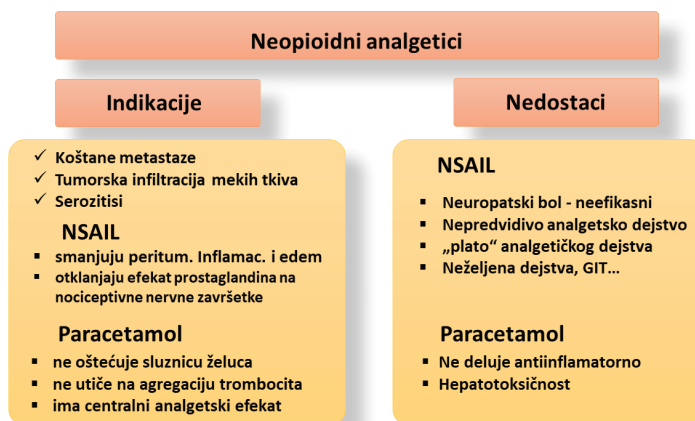 Neopioidni analgetici
Indikacije
Koštane metastaze
Tumorska infiltracija mekih tkiva
Serozitisi
NSAIL
smanjuju peritum. Inflamac. i edem
otklanjaju efekat prostaglandina na
nociceptivne nervne završetke
Paracetamol
ne oštećuje sluznicu želuca
ne utiče na agregaciju trombocita
ima centralni analgetski efekat
Nedostaci
NSAIL
Neuropatski bol - neefikasni
Nepredvidivo analgetsko dejstvo
„plato” analgetičkog dejstva
Neželjena dejstva, GIT...
Paracetamol
Ne deluje antiinflamatorno
Hepatotoksičnost